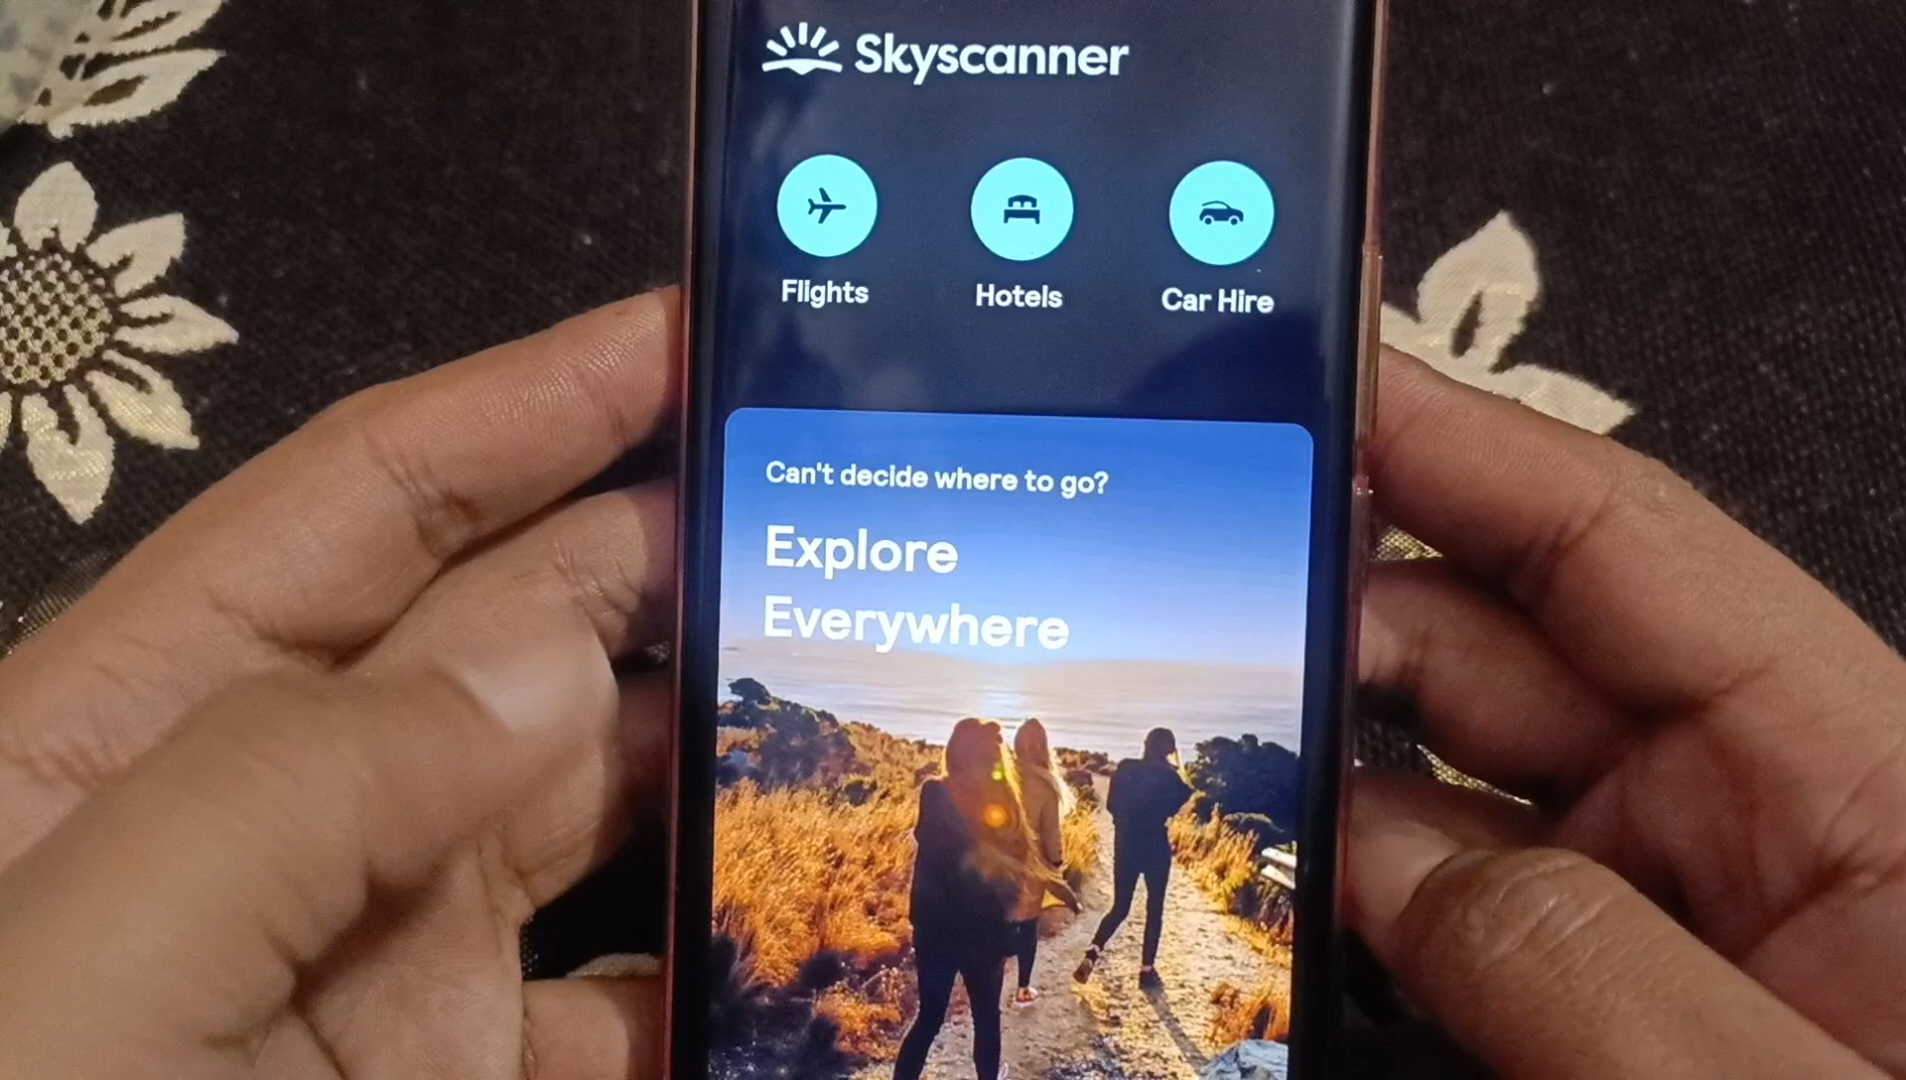 Skyscanner
Flights
Hotels
Car Hire
Can't decide where to go?
Explore
Everywhere